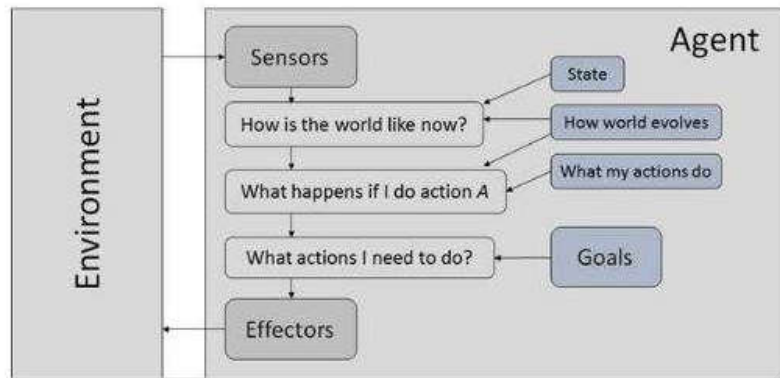 Agent
Environment
Sensors
State
How is the world like now?
How world evolves
What my actions do
What happens if I do action A
What actions I need to do?
Goals
Effectors